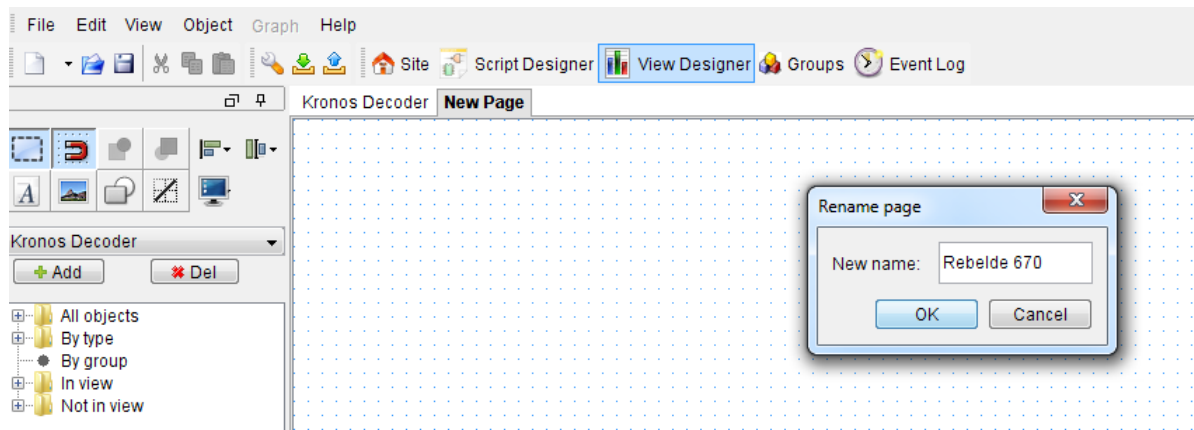 File Edit View Object Graph Help
Site Script Designer View Designer Groups Event Log
Kronos Decoder New Page
A
Kronos Decoder
Add Del
All objects
By type
By group
In view
Not in view
Rename page
New name: Rebelde 670
OK Cancel